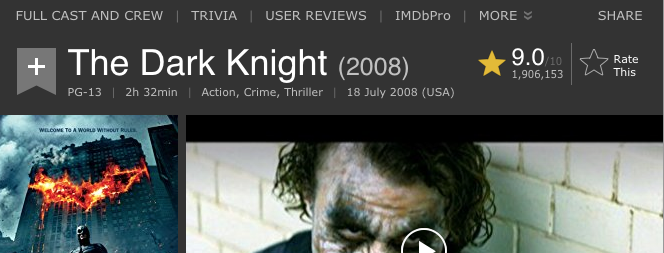 FULL CAST AND CREW | TRIVIA | USER REVIEWS | IMDbPro | MORE SHARE
+ The Dark Knight (2008) 9.0/10
1,906,153
Rate
This
PG-13 | 2h 32min | Action, Crime, Thriller | 18 July 2008 (USA)
WELCOME TO A WORLD WITHOUT RULES.